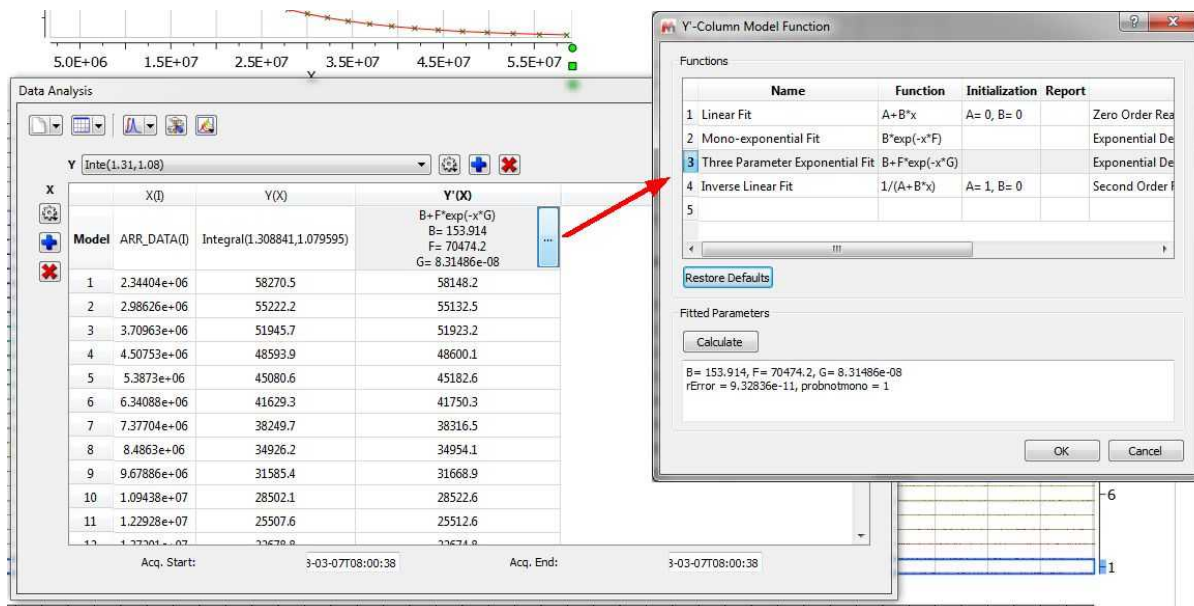 5.0E+06 1.5E+07 2.5E+07 3.5E+07 4.5E+07 5.5E+07
Data Analysis
Y Inte(1.31,1.08)
X
X(I) Y(X) Y'(X)
Model ARR_DATA(I) Integral(1.308841,1.079595)
B+F*exp(-x*G)
B= 153.914
F= 70474.2
G= 8.31486e-08
...
1 2.34404e+06 58270.5 58148.2
2 2.98626e+06 55222.2 55132.5
3 3.70963e+06 51945.7 51923.2
4 4.50753e+06 48593.9 48600.1
5 5.3873e+06 45080.6 45182.6
6 6.34088e+06 41629.3 41750.3
7 7.37704e+06 38249.7 38316.5
8 8.4863e+06 34926.2 34954.1
9 9.67886e+06 31585.4 31668.9
10 1.09438e+07 28502.1 28522.6
11 1.22928e+07 25507.6 25512.6
Acq. Start: 3-03-07T08:00:38 Acq. End: 3-03-07T08:00:38
Y'-Column Model Function
Functions
Name Function Initialization Report
1 Linear Fit A+B*x A= 0, B= 0 Zero Order Rea
2 Mono-exponential Fit B*exp(-x*F) Exponential De
3 Three Parameter Exponential Fit B+F*exp(-x*G) Exponential De
4 Inverse Linear Fit 1/(A+B*x) A= 1, B= 0 Second Order F
5
Restore Defaults
Fitted Parameters
Calculate
B= 153.914, F= 70474.2, G= 8.31486e-08
rError = 9.32836e-11, probnotmono = 1
OK Cancel
6
1